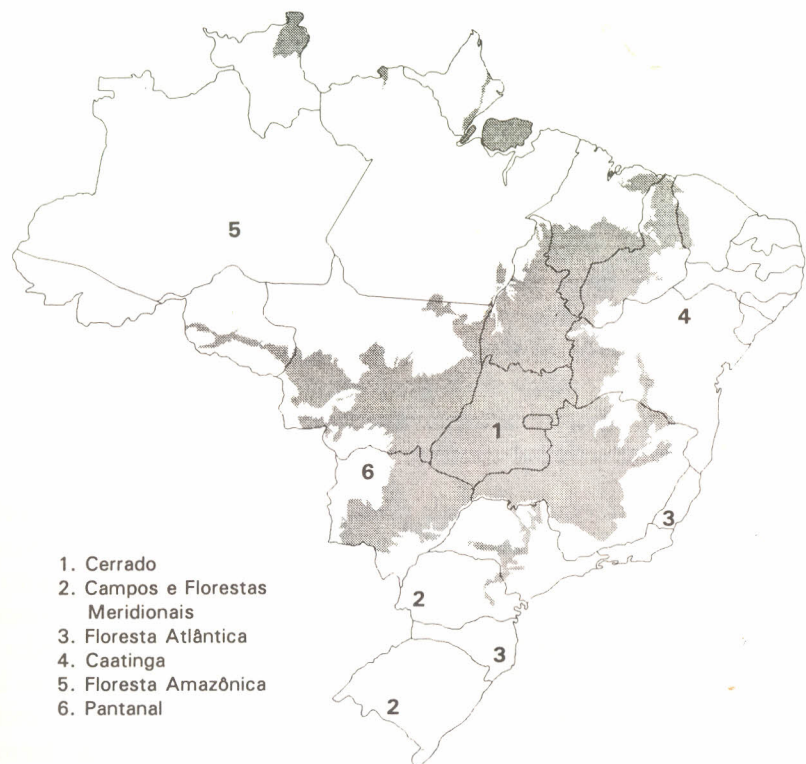 5
4
1
6
3
1. Cerrado
2. Campos e Florestas
Meridionais
3. Floresta Atlântica
4. Caatinga
5. Floresta Amazônica
6. Pantanal
2
3
2